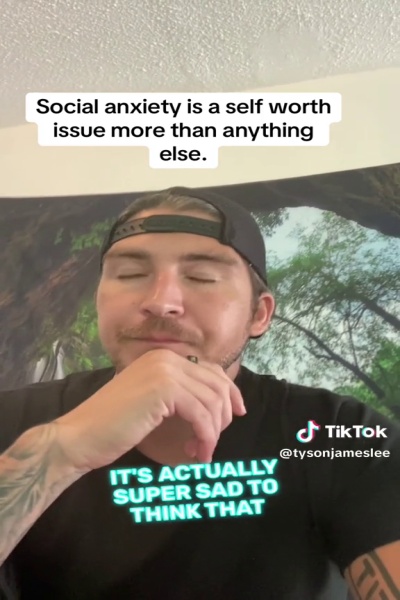 Social anxiety is a self worth
issue more than anything
else.
TikTok
@tysonjameslee
IT'S ACTUALLY
SUPER SAD TO
THINK THAT